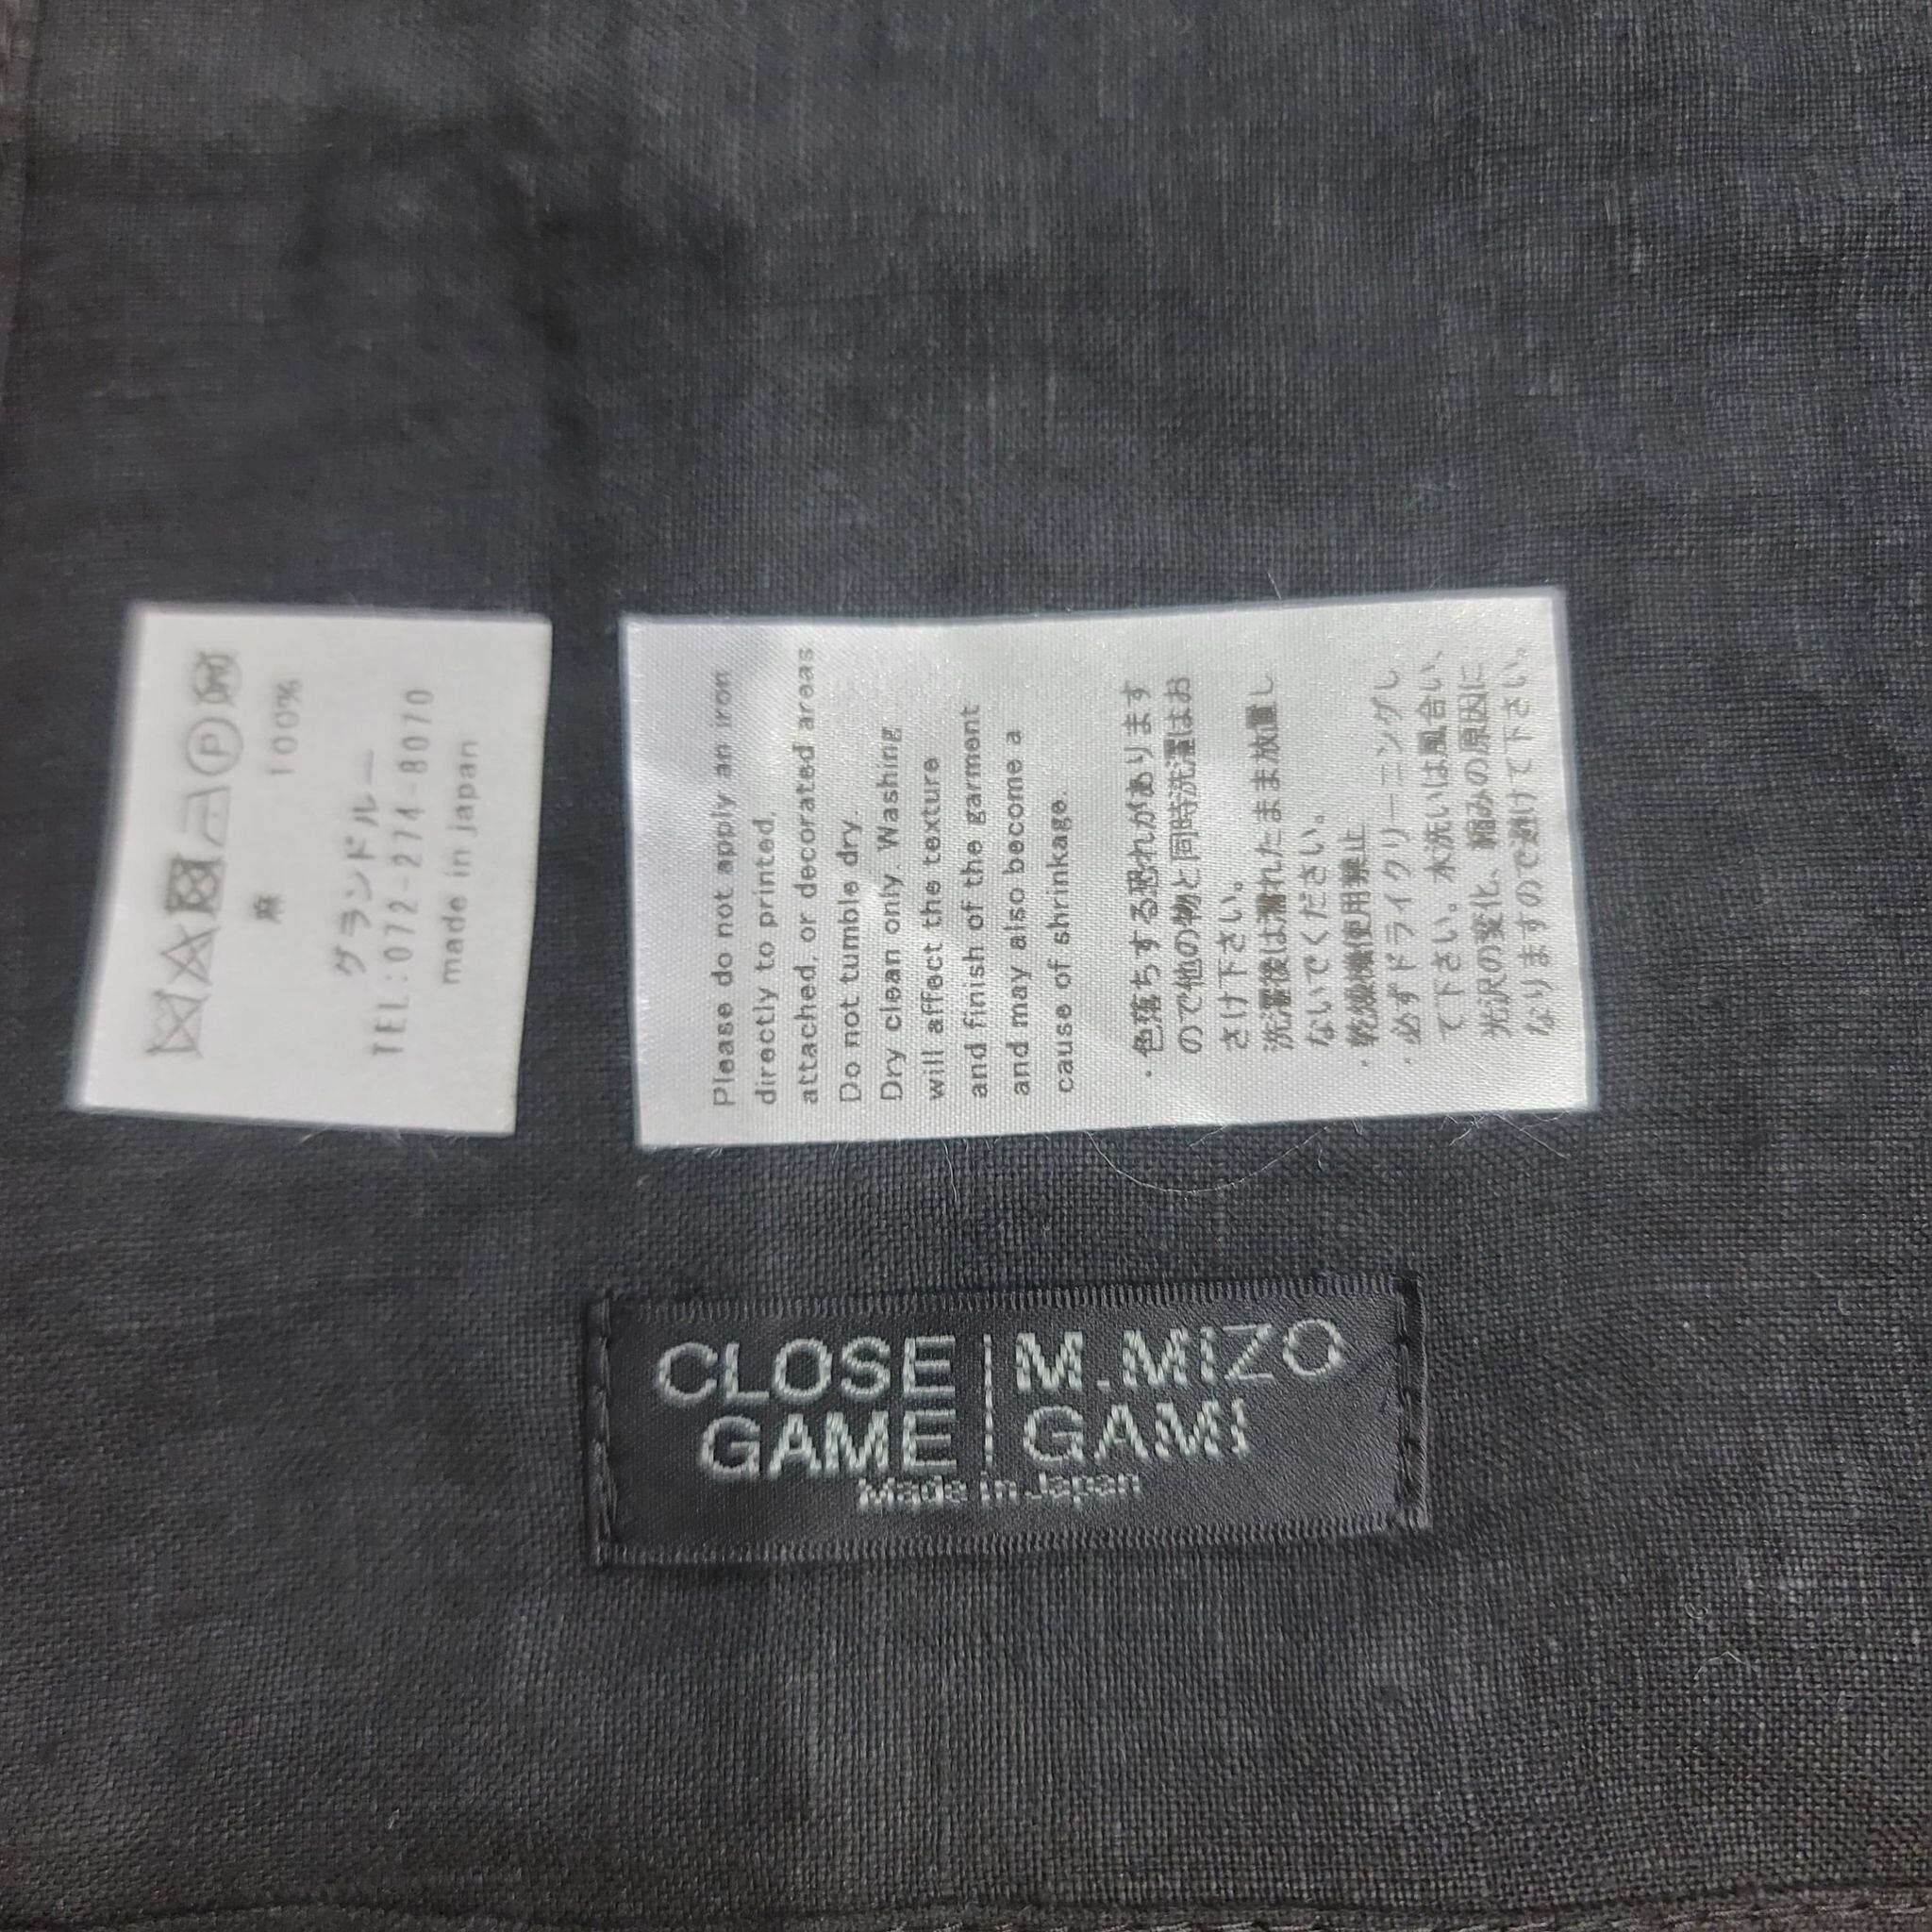 麻 100%
グランドルー
TEL:072-274-8070
made in japan
Please do not apply an iron
directly to printed,
attached, or decorated areas
Do not tumble dry.
Dry clean only. Washing
will affect the texture
and finish of the garment
and may also become a
cause of shrinkage.
・色落ちする恐れがあります
ので他の物と同時洗濯はお
さけ下さい。
洗濯後は濡れたまま放置し
ないでください。
・乾燥機使用禁止
・必ずドライクリーニングし
て下さい。水洗いは風合い、
光沢の変化、縮みの原因に
なりますので避けて下さい。
CLOSE | M.MIZO
GAME | GAMI
Made in Japan